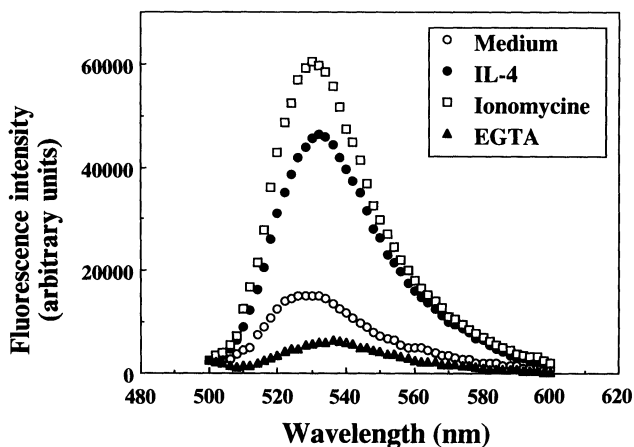 Fluorescence intensity
(arbitrary units)
60000
40000
20000
0
Medium
IL-4
Ionomycine
EGTA
480 500 520 540 560 580 600 620
Wavelength (nm)